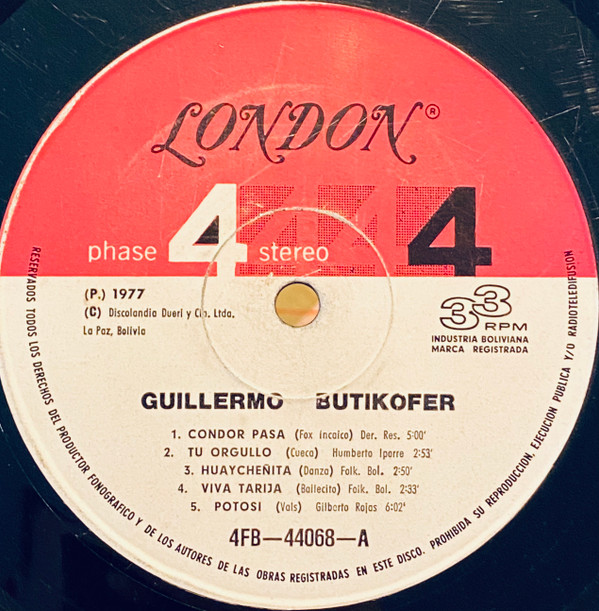 LONDON®
phase 4 stereo 4
(P.) 1977
(C) Discolandia Dueri y Cia. Ltda.
La Paz, Bolivia
33 RPM
INDUSTRIA BOLIVIANA
MARCA REGISTRADA
GUILLERMO BUTIKOFER
1. CONDOR PASA (Fox incaico) Der. Res. 5:00'
2. TU ORGULLO (Cueca) Humberto Iporre 2:53'
3. HUAYCHEÑITA (Danza) Folk. Bol. 2:50'
4. VIVA TARIJA (Bailecito) Folk. Bol. 2:33'
5. POTOSI (Vals) Gilberto Rojas 6:02"
4FB—44068—A
RESERVADOS TODOS LOS DERECHOS DEL PRODUCTOR FONOGRAFICO Y DE LOS AUTORES DE LAS OBRAS REGISTRADAS EN ESTE DISCO. PROHIBIDA SU REPRODUCCION, EJECUCION PUBLICA Y/O RADIOTELEDIFUSION